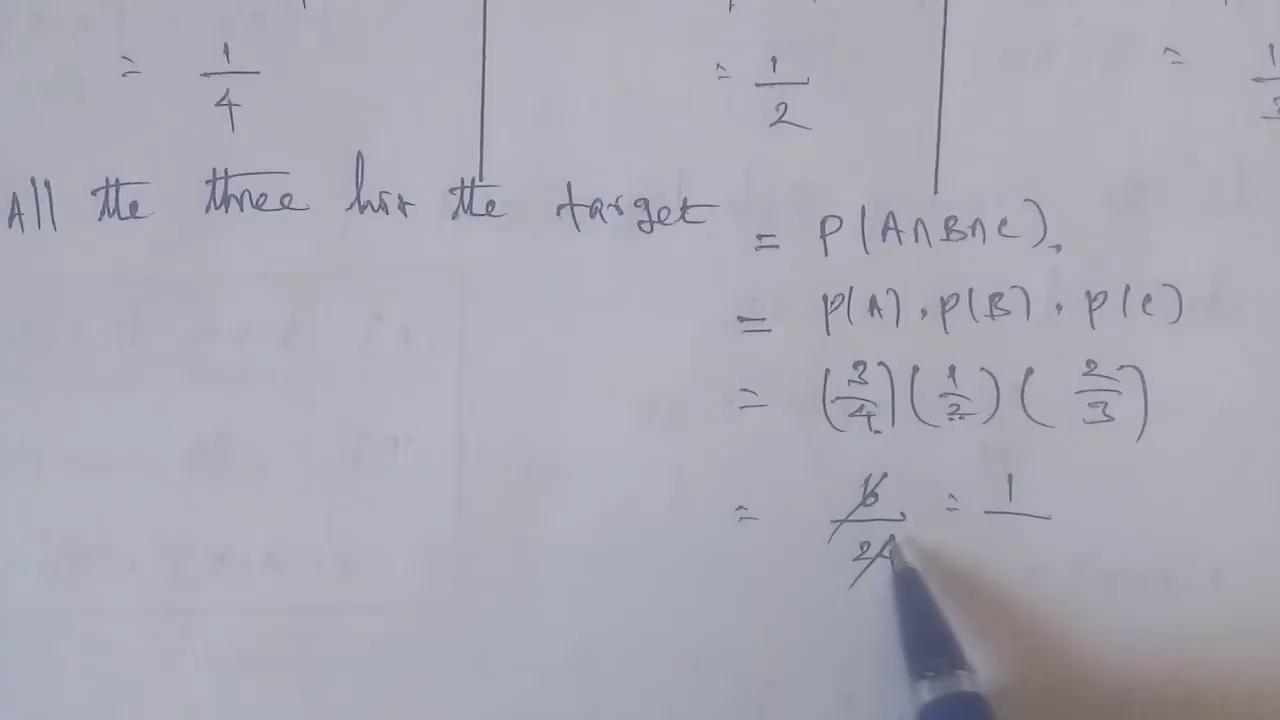 = 1/4 = 1/2 = 1
All the three hit the target = P(A∩B∩C).
= P(A) . P(B) . P(C)
= (3/4)(1/2)(2/3)
= 6/24 = 1